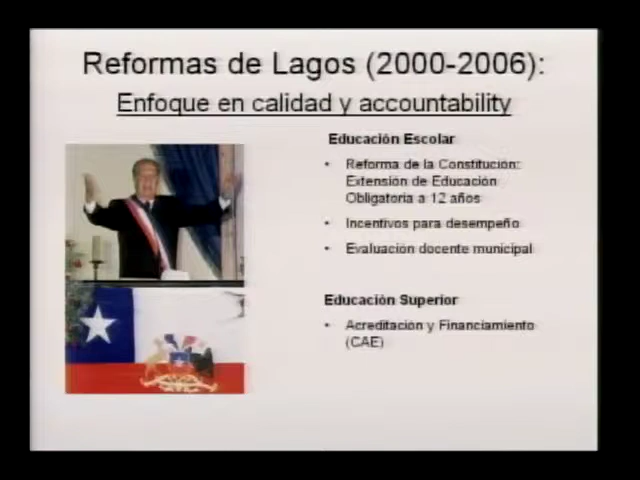 Reformas de Lagos (2000-2006):
Enfoque en calidad y accountability
Educación Escolar
• Reforma de la Constitución:
Extensión de Educación
Obligatoria a 12 años
• Incentivos para desempeño
• Evaluación docente municipal
Educación Superior
• Acreditación y Financiamiento
(CAE)